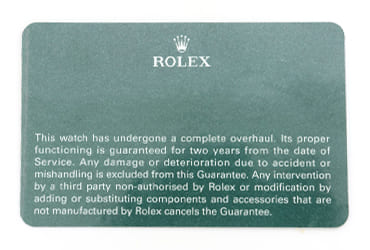 ROLEX
This watch has undergone a complete overhaul. Its proper
functioning is guaranteed for two years from the date of
Service. Any damage or deterioration due to accident or
mishandling is excluded from this Guarantee. Any intervention
by a third party non-authorised by Rolex or modification by
adding or substituting components and accessories that are
not manufactured by Rolex cancels the Guarantee.